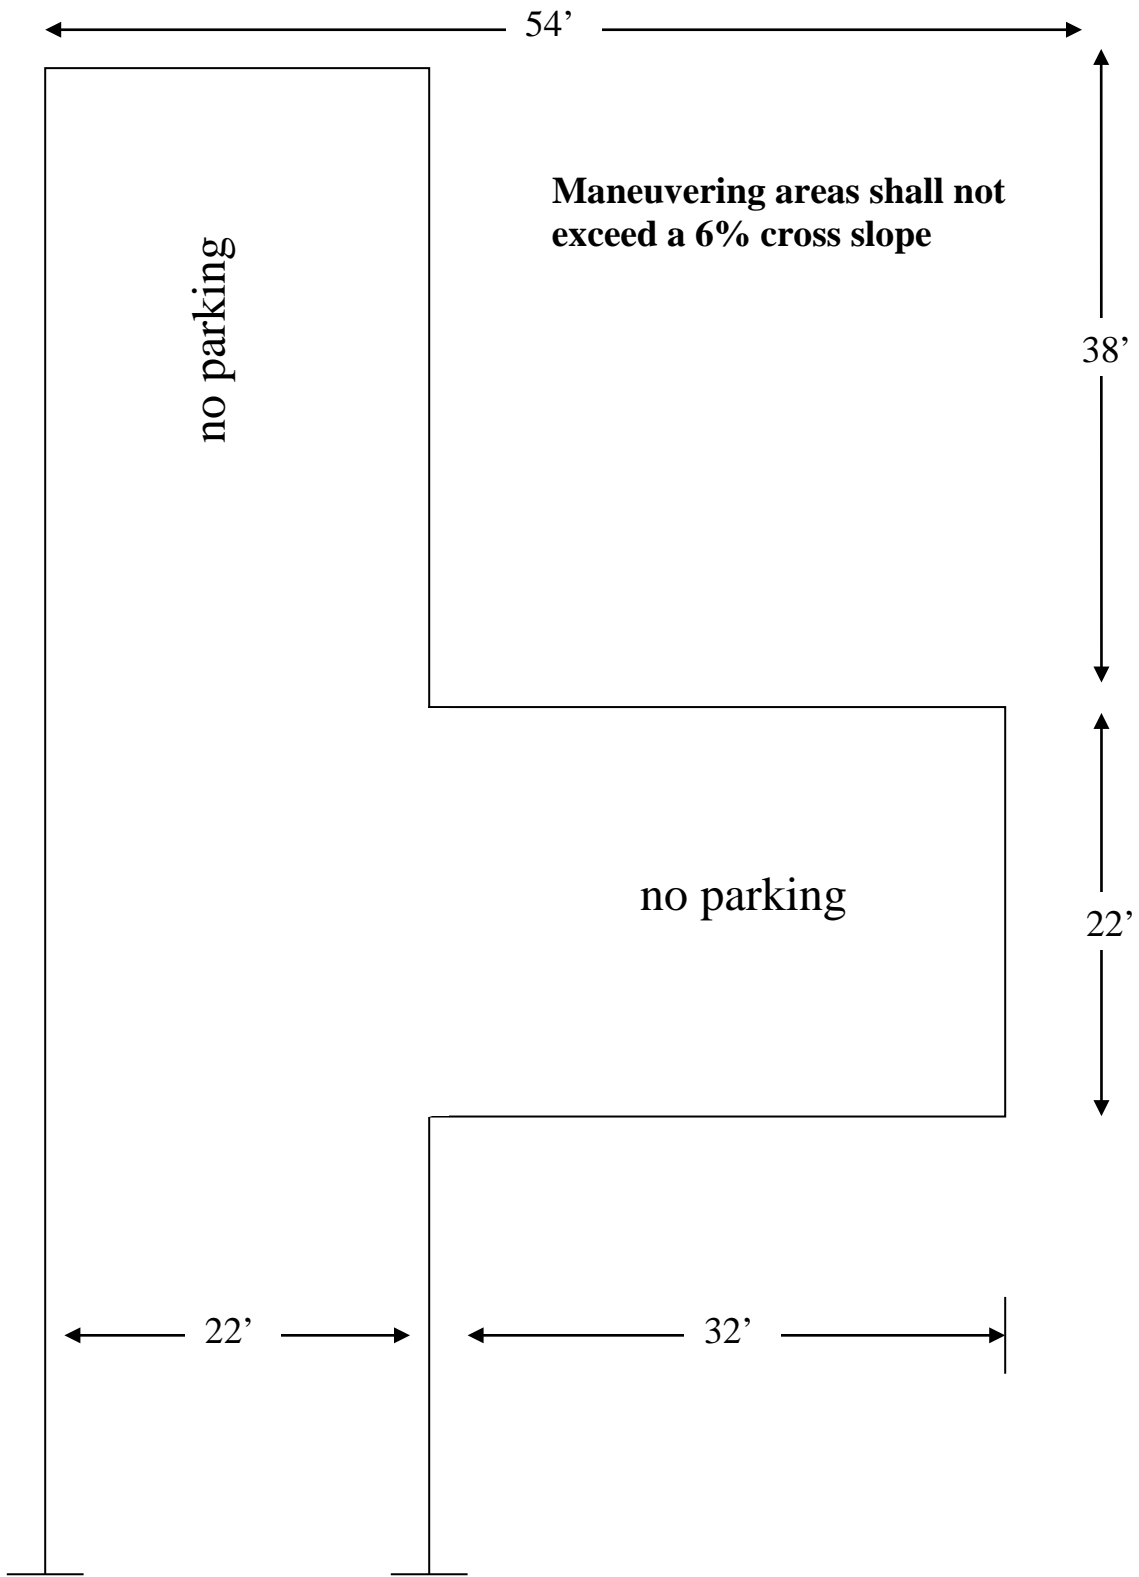 54’
Maneuvering areas shall not
exceed a 6% cross slope
no parking
38’
no parking
22’
22’
32’